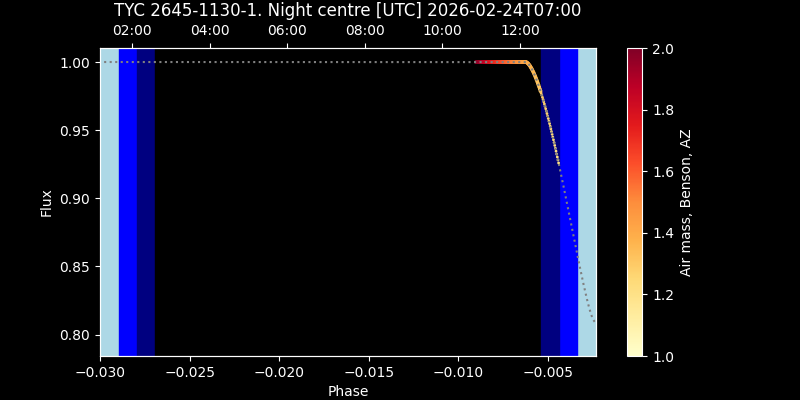 TYC 2645-1130-1. Night centre [UTC] 2026-02-24T07:00
02:00 04:00 06:00 08:00 10:00 12:00
1.00
0.95
0.90
0.85
0.80
Flux
−0.030 −0.025 −0.020 −0.015 −0.010 −0.005
Phase
2.0
1.8
1.6
1.4
1.2
1.0
Air mass, Benson, AZ